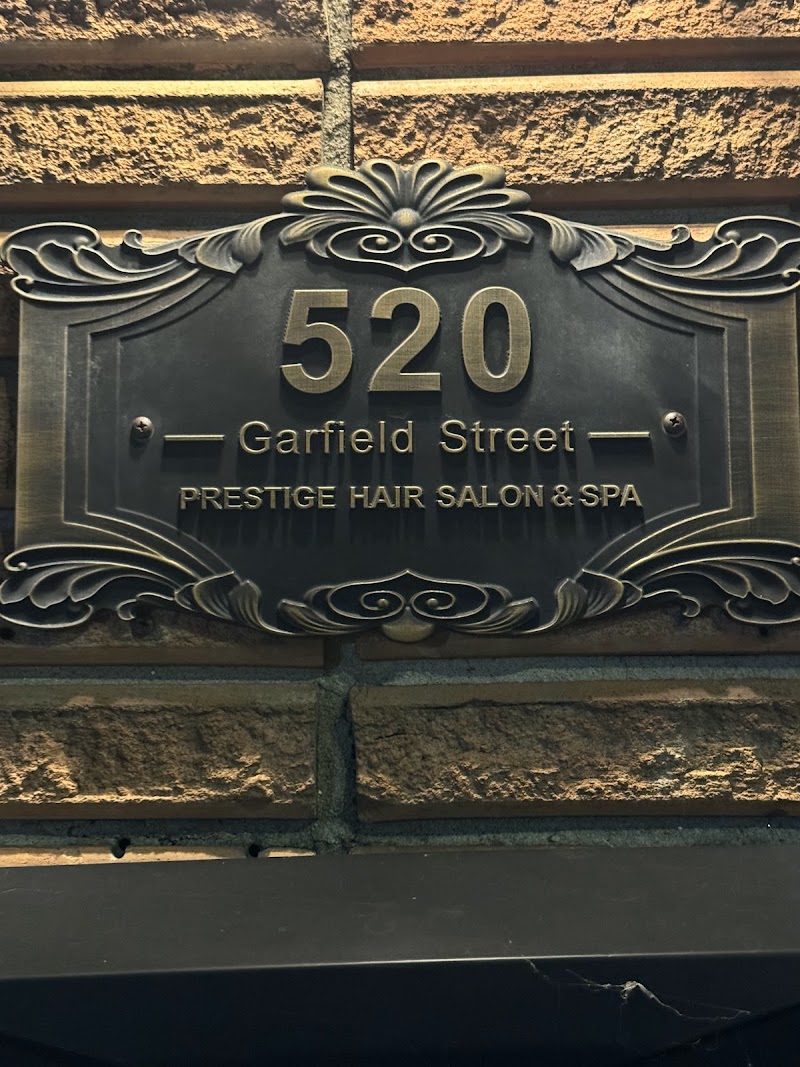 520
Garfield Street
PRESTIGE HAIR SALON & SPA